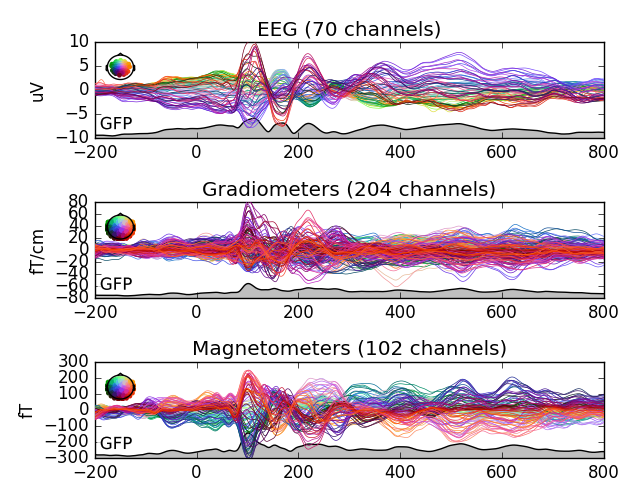 EEG (70 channels)
10
5
0
−5
−10
uV
GFP
−200 0 200 400 600 800
Gradiometers (204 channels)
80
60
40
20
0
−20
−40
−60
−80
fT/cm
GFP
−200 0 200 400 600 800
Magnetometers (102 channels)
300
200
100
0
−100
−200
−300
fT
GFP
−200 0 200 400 600 800